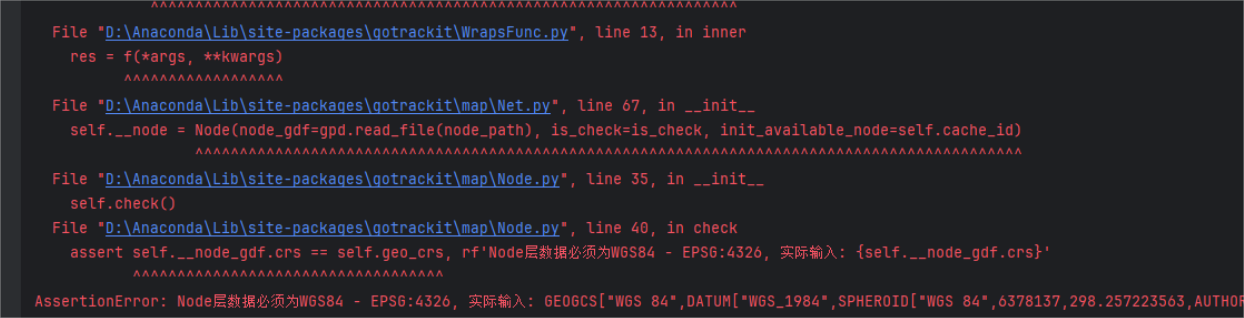 ^^^^^^^^^^^^^^^^^^^^^^^^^^^^^^^^^^^^^^^^^^^^^^^^^^^^^^^^^^^^^^^^^
File "D:\Anaconda\Lib\site-packages\gotrackit\WrapsFunc.py", line 13, in inner
res = f(*args, **kwargs)
^^^^^^^^^^^^^^^^^^
File "D:\Anaconda\Lib\site-packages\gotrackit\map\Net.py", line 67, in __init__
self.__node = Node(node_gdf=gpd.read_file(node_path), is_check=is_check, init_available_node=self.cache_id)
^^^^^^^^^^^^^^^^^^^^^^^^^^^^^^^^^^^^^^^^^^^^^^^^^^^^^^^^^^^^^^^^^^^^^^^^^^^^^^^^^^^^^^^^^^^^^
File "D:\Anaconda\Lib\site-packages\gotrackit\map\Node.py", line 35, in __init__
self.check()
File "D:\Anaconda\Lib\site-packages\gotrackit\map\Node.py", line 40, in check
assert self.__node_gdf.crs == self.geo_crs, rf'Node层数据必须为WGS84 - EPSG:4326, 实际输入: {self.__node_gdf.crs}'
^^^^^^^^^^^^^^^^^^^^^^^^^^^^^^^^^^
AssertionError: Node层数据必须为WGS84 - EPSG:4326, 实际输入: GEOGCS["WGS 84",DATUM["WGS_1984",SPHEROID["WGS 84",6378137,298.257223563,AUTHOR